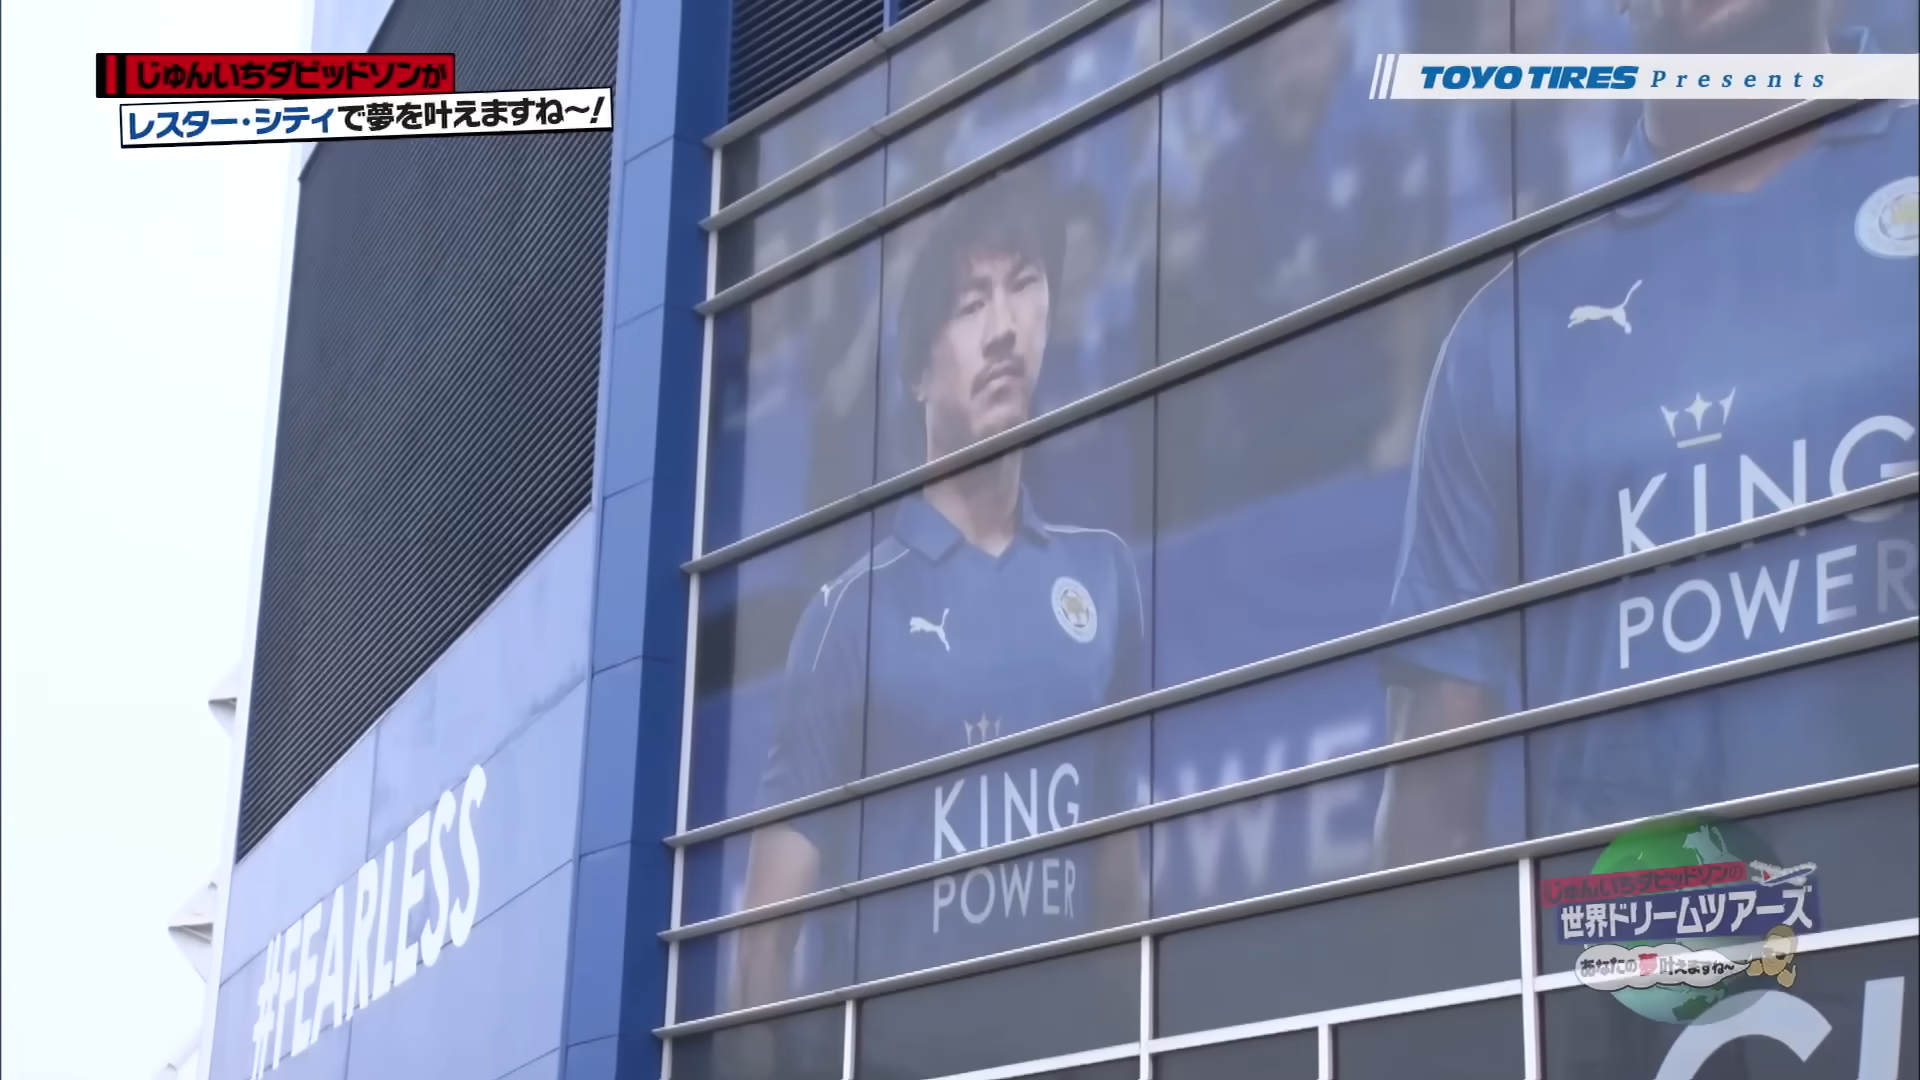 じゅんいちダビッドソンが
レスター・シティで夢を叶えますね〜!
TOYO TIRES Presents
KING
POWER
KING
POWER
WE
#FEARLESS
じゅんいちダビッドソンの
世界ドリームツアーズ
あなたの夢叶えますね〜